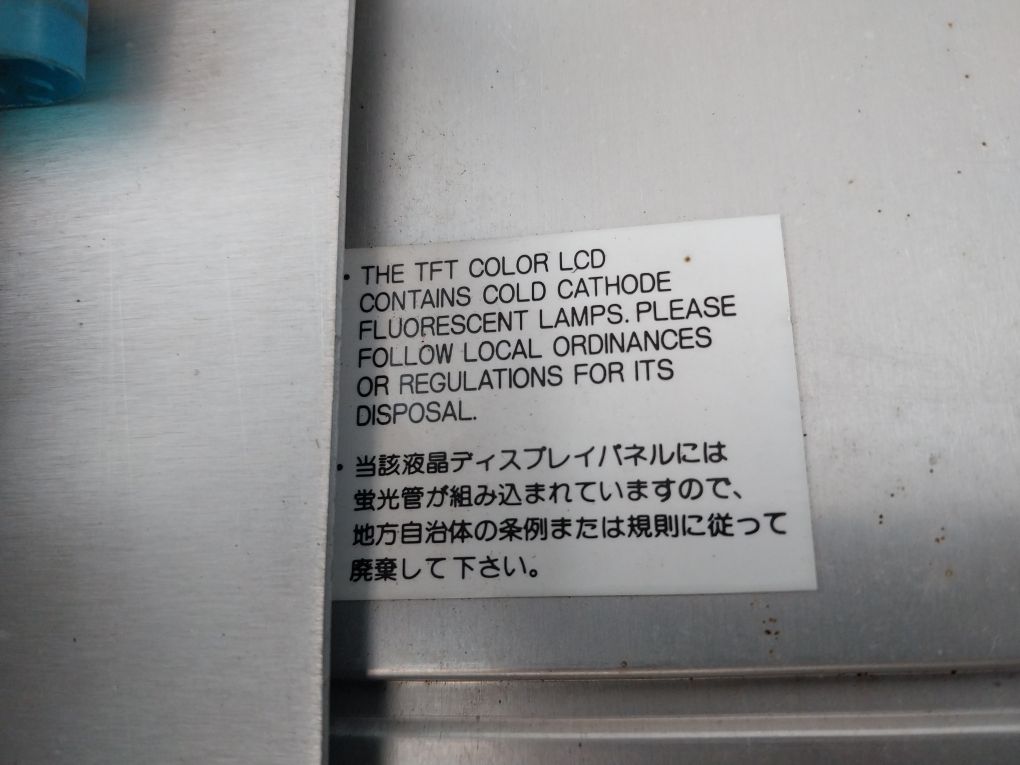 • THE TFT COLOR LCD
CONTAINS COLD CATHODE
FLUORESCENT LAMPS. PLEASE
FOLLOW LOCAL ORDINANCES
OR REGULATIONS FOR ITS
DISPOSAL.
• 当該液晶ディスプレイパネルには
蛍光管が組み込まれていますので、
地方自治体の条例または規則に従って
廃棄して下さい。